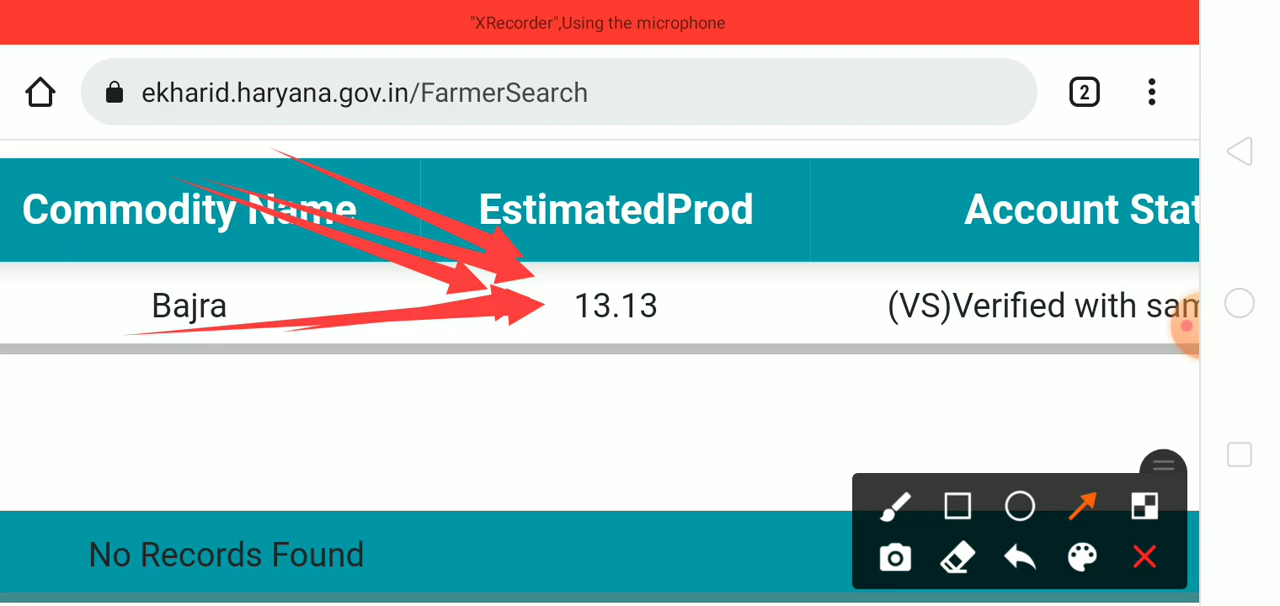 "XRecorder",Using the microphone
ekharid.haryana.gov.in/FarmerSearch
2
Commodity Name EstimatedProd Account Stat
Bajra 13.13 (VS)Verified with sam
No Records Found